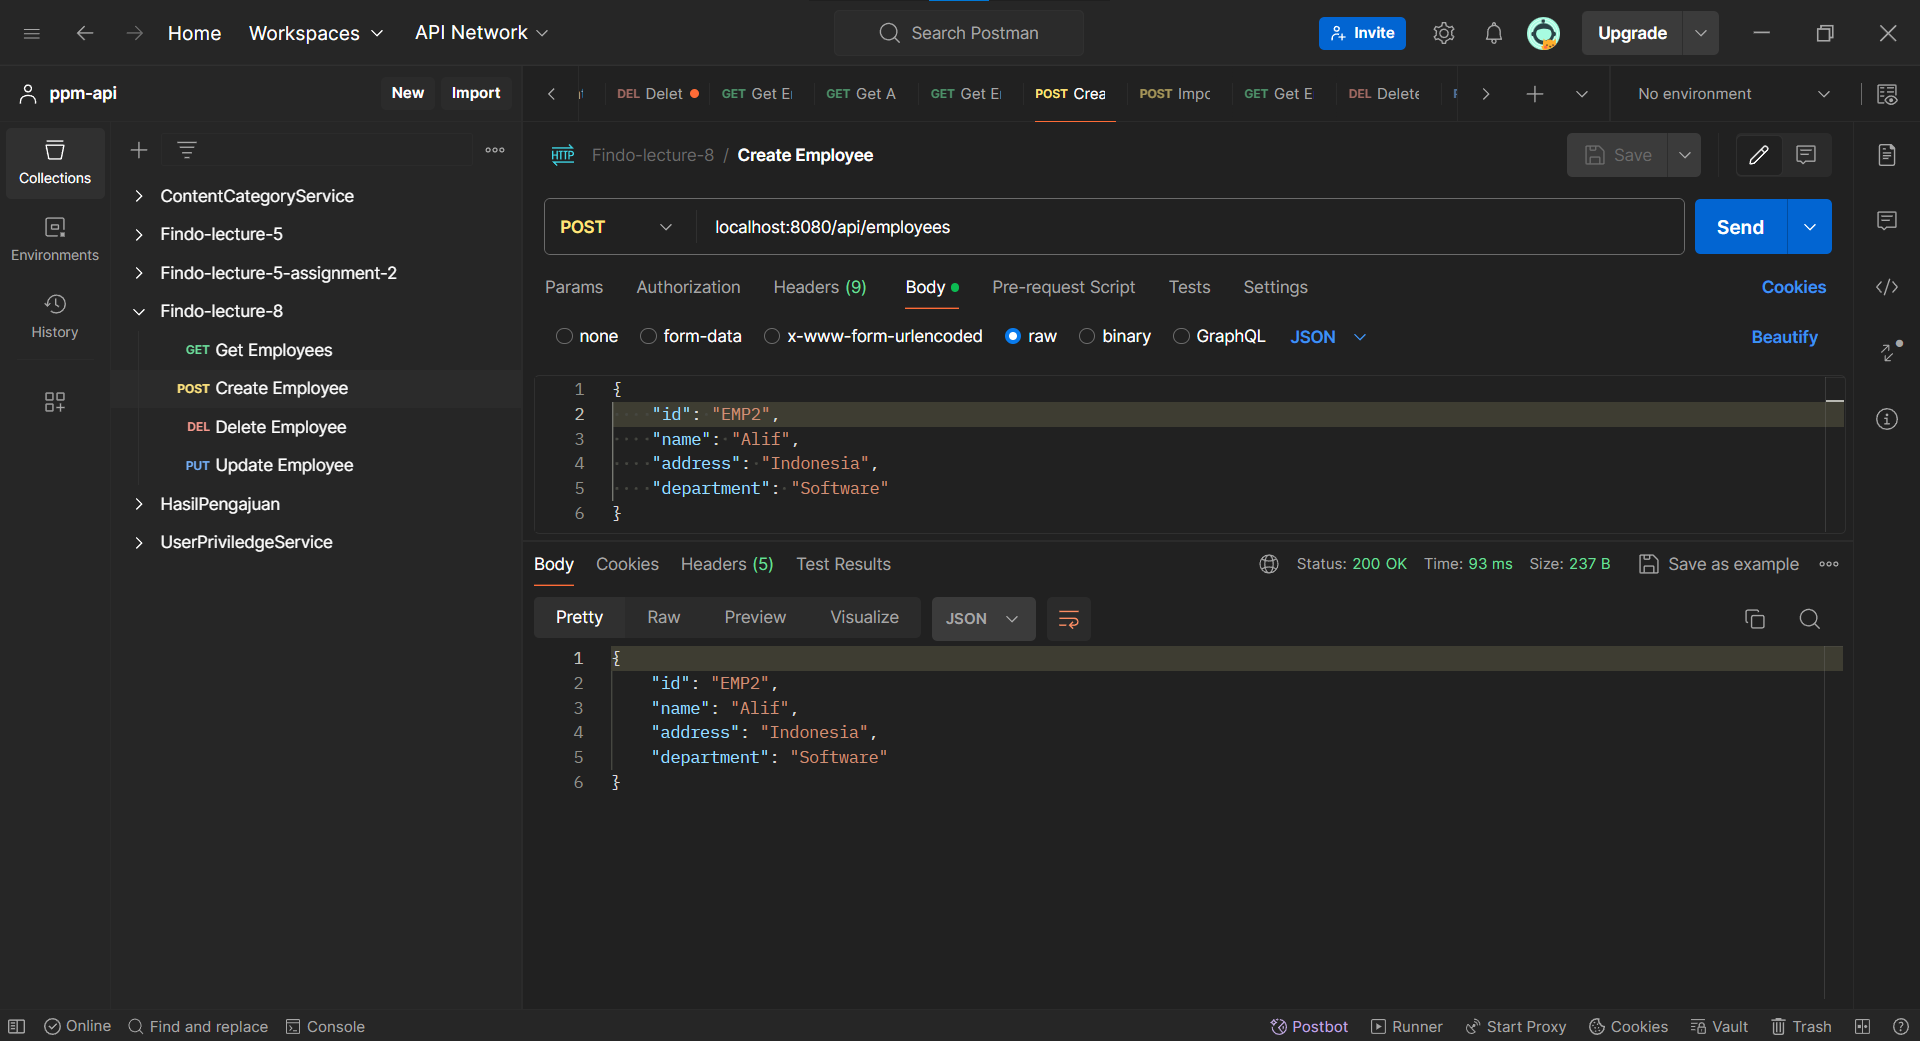 Home Workspaces API Network Search Postman Invite Upgrade
ppm-api New Import
DEL Delet GET Get E GET Get A GET Get E POST Crea POST Impc GET Get E DEL Delete No environment
Collections
Environments
History
ContentCategoryService
Findo-lecture-5
Findo-lecture-5-assignment-2
Findo-lecture-8
GET Get Employees
POST Create Employee
DEL Delete Employee
PUT Update Employee
HasilPengajuan
UserPriviledgeService
HTTP Findo-lecture-8 / Create Employee Save
POST localhost:8080/api/employees Send
Params Authorization Headers (9) Body Pre-request Script Tests Settings Cookies
none form-data x-www-form-urlencoded raw binary GraphQL JSON Beautify
1 {
2 "id": "EMP2",
3 "name": "Alif",
4 "address": "Indonesia",
5 "department": "Software"
6 }
Body Cookies Headers (5) Test Results Status: 200 OK Time: 93 ms Size: 237 B Save as example
Pretty Raw Preview Visualize JSON
1 {
2 "id": "EMP2",
3 "name": "Alif",
4 "address": "Indonesia",
5 "department": "Software"
6 }
Online Find and replace Console Postbot Runner Start Proxy Cookies Vault Trash